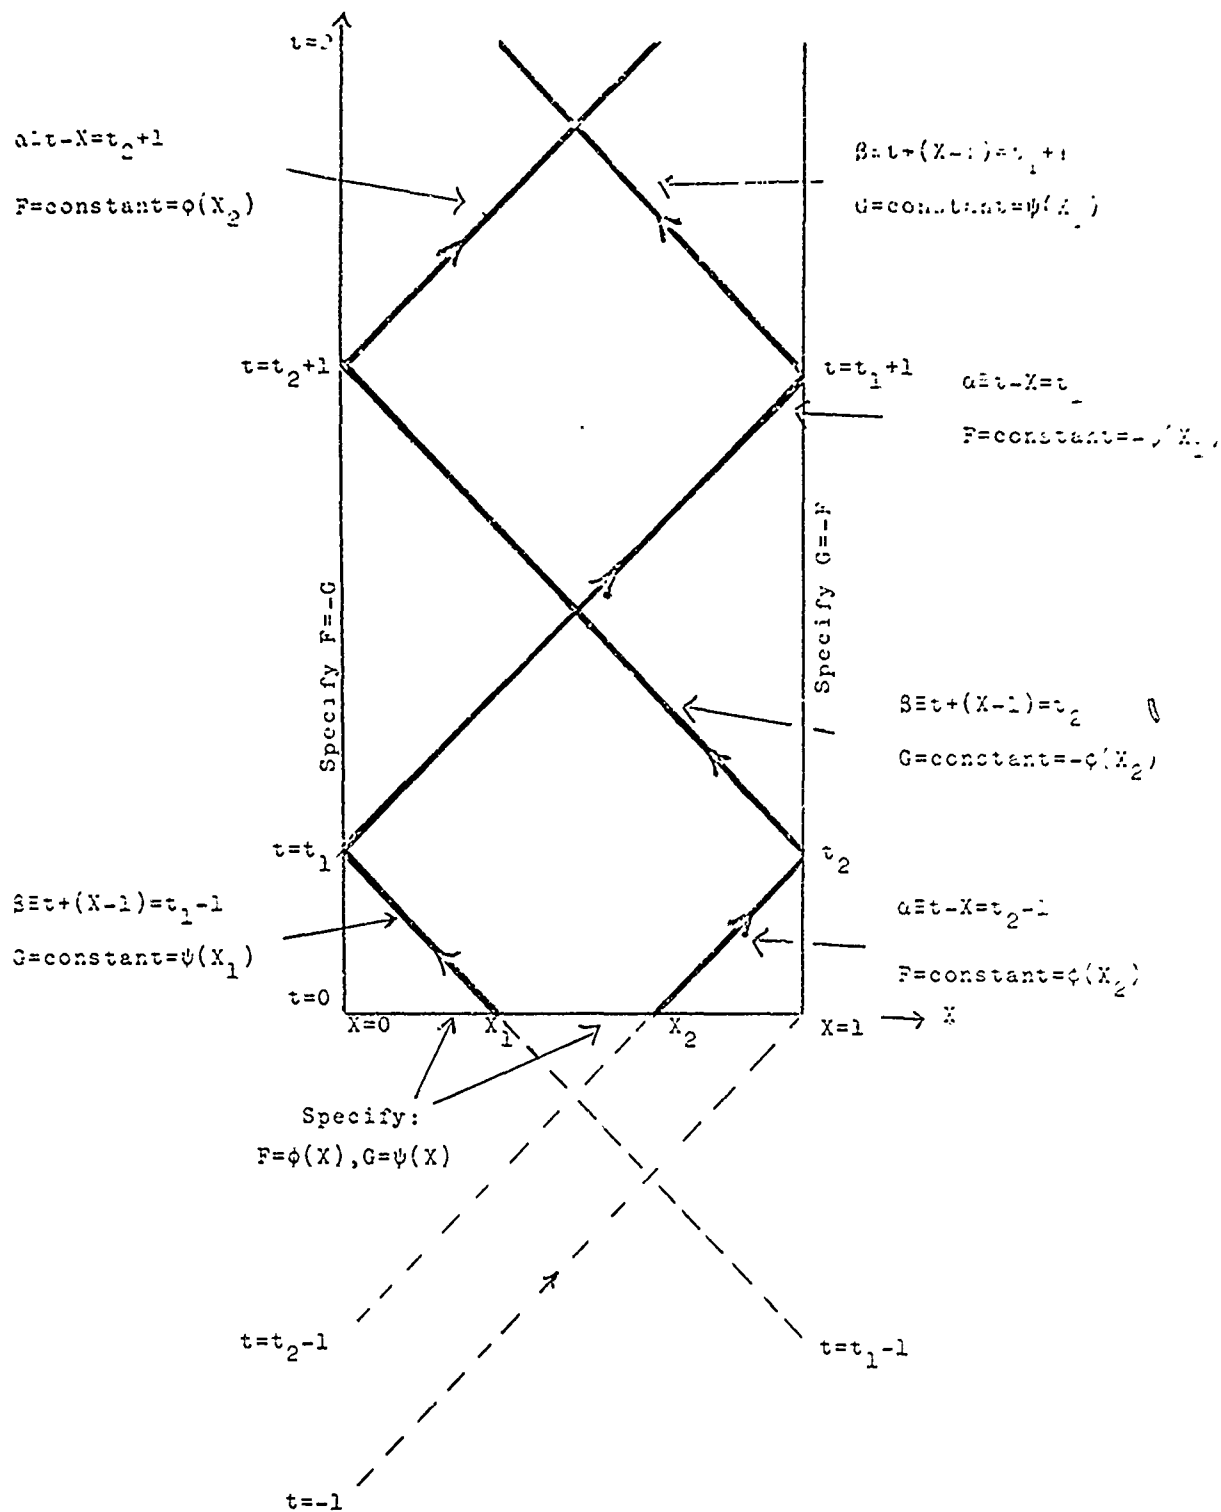 t=2
α≡t-X=t₂+1
F=constant=φ(X₂)
β≡t+(X-1)=t₁+1
G=constant=ψ(X₁)
t=t₂+1
t=t₁+1
α≡t-X=t₁
Specify F=-G
Specify G=-F
β≡t+(X-1)=t₂
G=constant=-φ(X₂)
t=t₁
t₂
β≡t+(X-1)=t₁-1
G=constant=ψ(X₁)
α≡t-X=t₂-1
F=constant=φ(X₂)
t=0
X=0
X₁
X₂
X=1
X
Specify:
F=φ(X),G=ψ(X)
t=t₂-1
t=t₁-1
t=-1